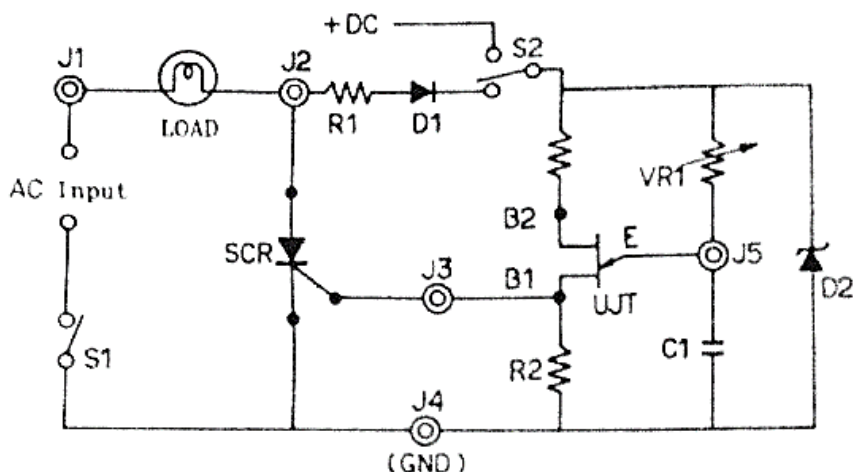 +DC
S2
J1
J2
R1
D1
LOAD
AC Input
VR1
B2
E
J5
SCR
J3
B1
UJT
D2
S1
R2
C1
J4
(GND)